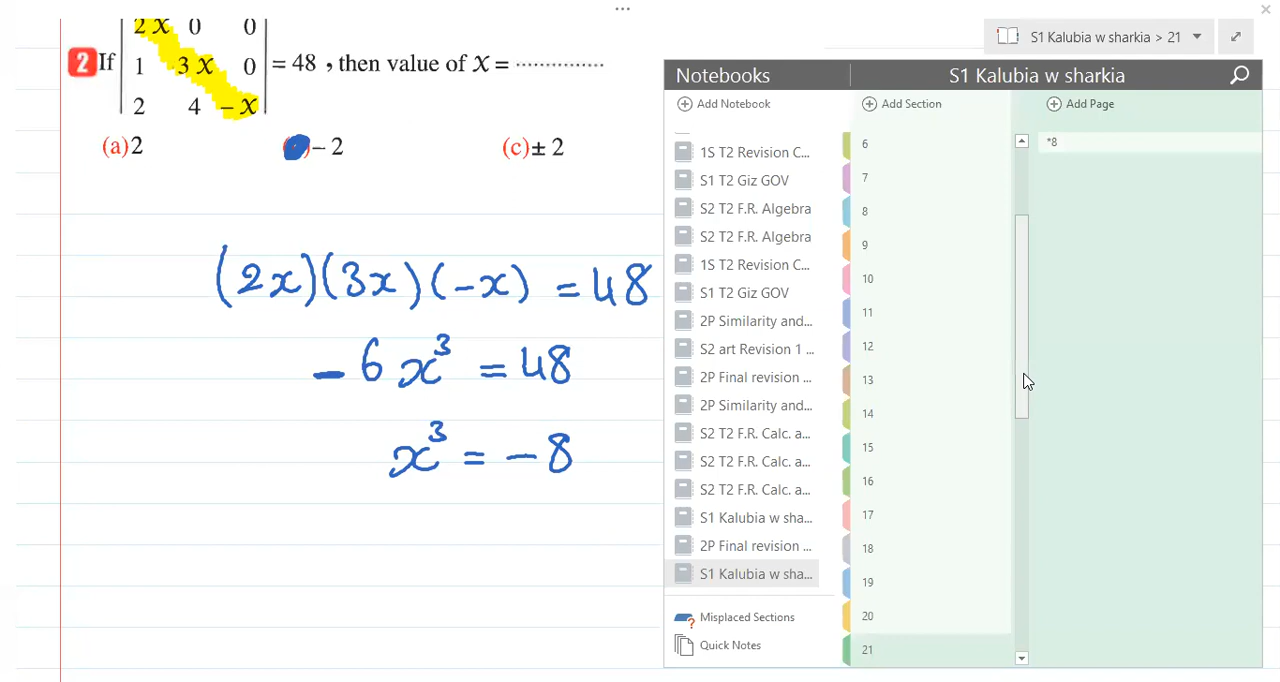 2 x 0 0
2 If 1 3 x 0 = 48 , then value of x = ..............
2 4 – x
(a) 2 – 2 (c) ± 2
(2x)(3x)(-x) = 48
- 6 x³ = 48
x³ = - 8
S1 Kalubia w sharkia > 21
Notebooks
Add Notebook
1S T2 Revision C...
S1 T2 Giz GOV
S2 T2 F.R. Algebra
S2 T2 F.R. Algebra
1S T2 Revision C...
S1 T2 Giz GOV
2P Similarity and...
S2 art Revision 1 ...
2P Final revision ...
2P Similarity and...
S2 T2 F.R. Calc. a...
S2 T2 F.R. Calc. a...
S2 T2 F.R. Calc. a...
S1 Kalubia w sha...
2P Final revision ...
S1 Kalubia w sha...
Misplaced Sections
Quick Notes
S1 Kalubia w sharkia
Add Section
6
7
8
9
10
11
12
13
14
15
16
17
18
19
20
21
Add Page
*8